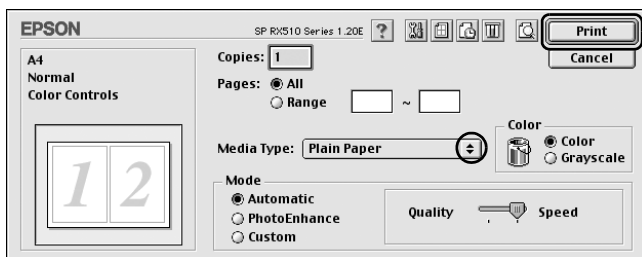 EPSON
SP RX510 Series 1.20E ?
Print
Cancel
A4
Normal
Color Controls
1 2
Copies: 1
Pages: All
Range ~
Media Type: Plain Paper
Color
Color
Grayscale
Mode
Automatic
PhotoEnhance
Custom
Quality Speed